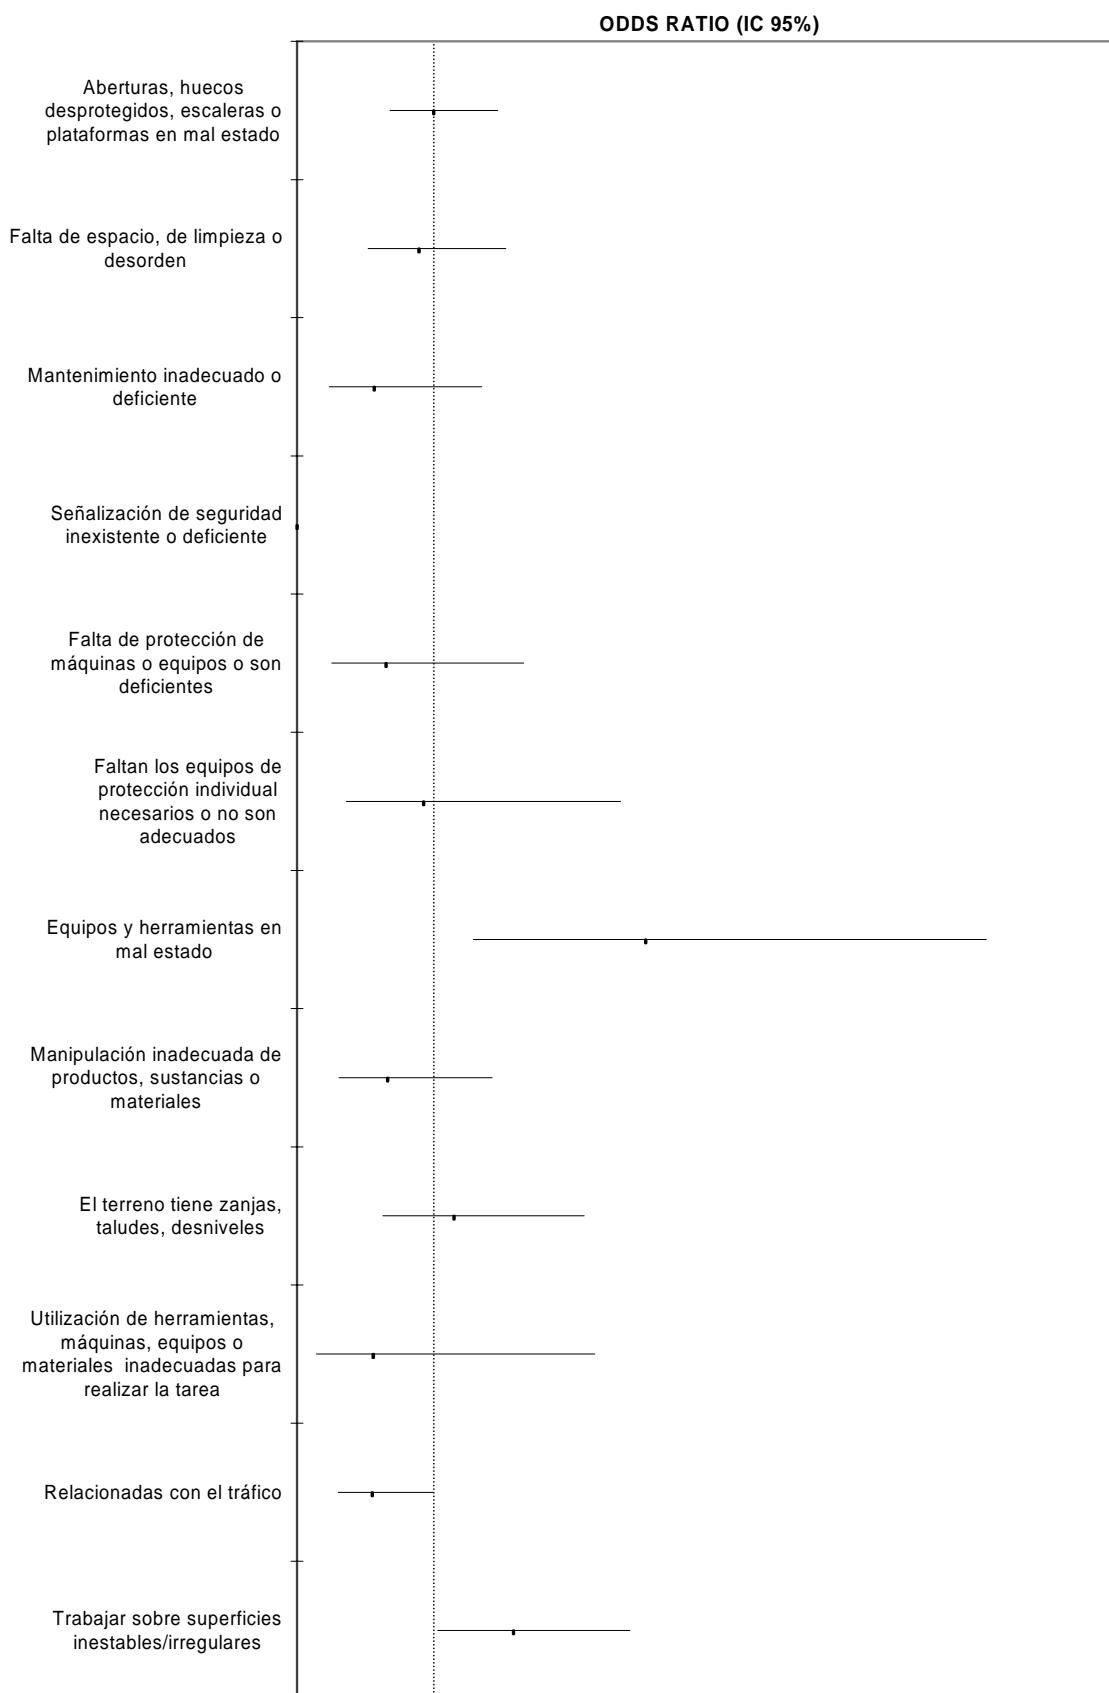 ODDS RATIO (IC 95%)
Aberturas, huecos
desprotegidos, escaleras o
plataformas en mal estado
Falta de espacio, de limpieza o
desorden
Mantenimiento inadecuado o
deficiente
Señalización de seguridad
inexistente o deficiente
Falta de protección de
máquinas o equipos o son
deficientes
Faltan los equipos de
protección individual
necesarios o no son
adecuados
Equipos y herramientas en
mal estado
Manipulación inadecuada de
productos, sustancias o
materiales
El terreno tiene zanjas,
taludes, desniveles
Utilización de herramientas,
máquinas, equipos o
materiales  inadecuadas para
realizar la tarea
Relacionadas con el tráfico
Trabajar sobre superficies
inestables/irregulares